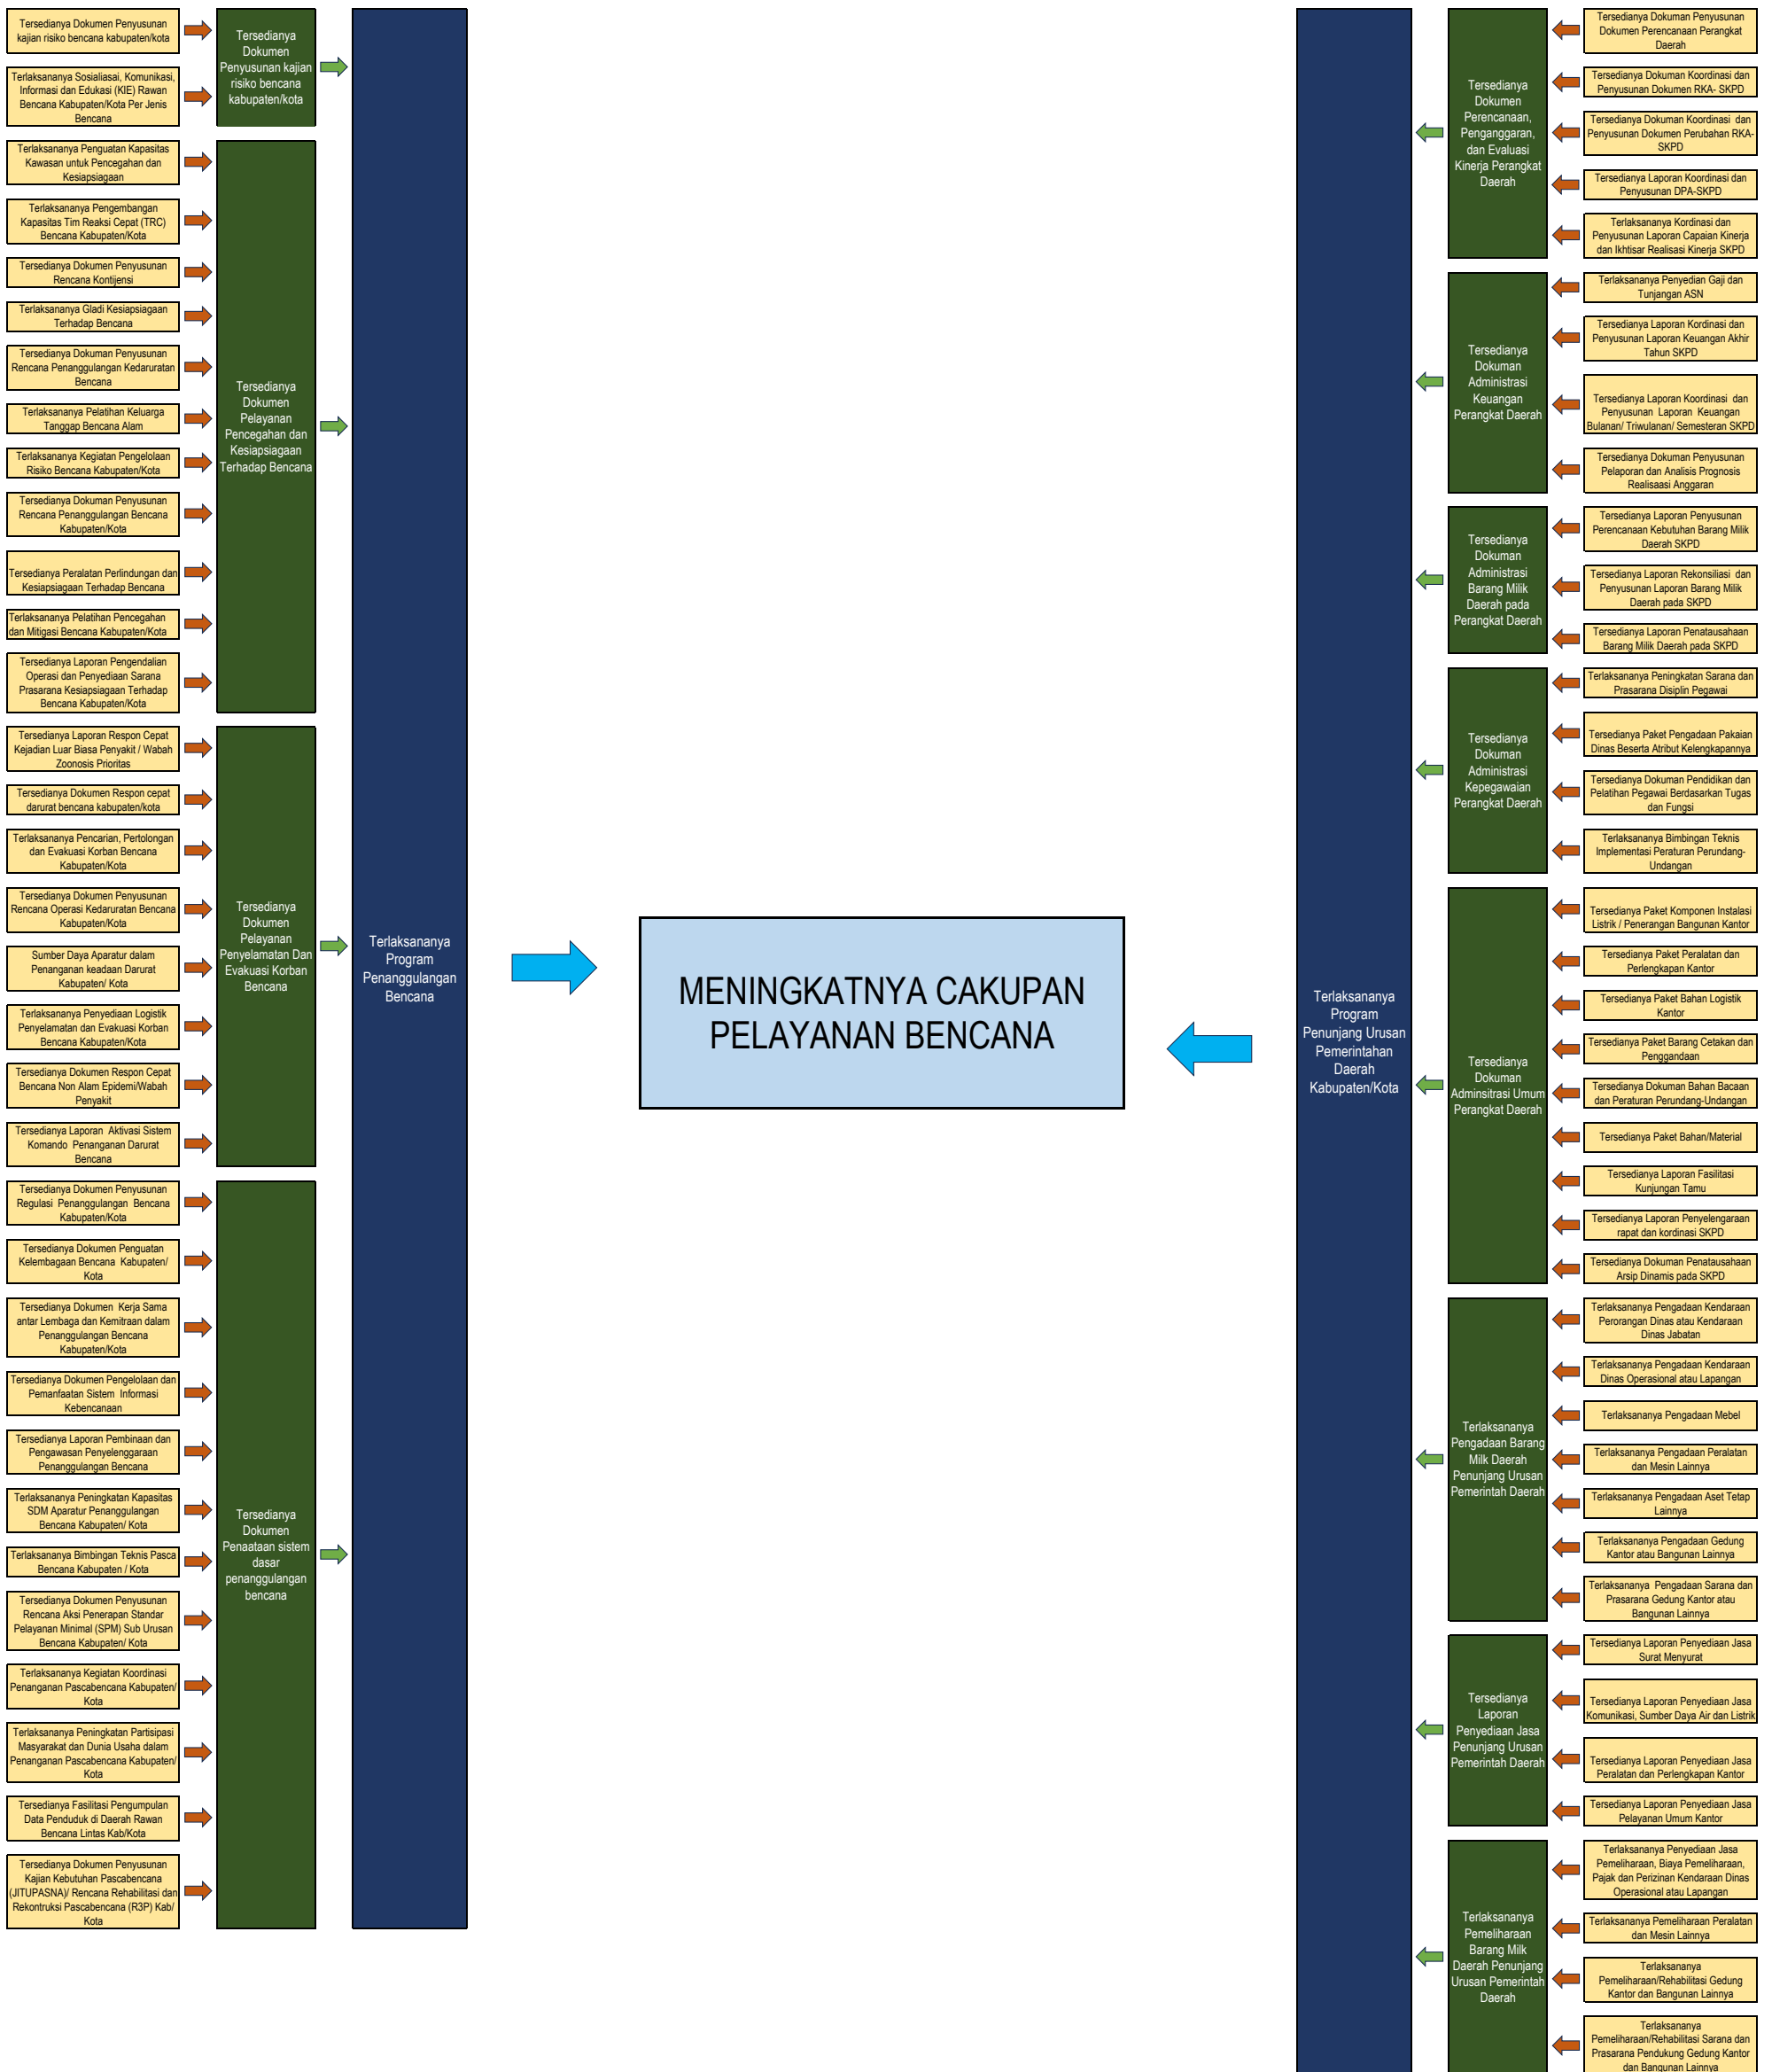 Tersedianya Dokumen Penyusunan
kajian risiko bencana kabupaten/kota
Terlaksananya Sosialiasai, Komunikasi,
Informasi dan Edukasi (KIE) Rawan
Bencana Kabupaten/Kota Per Jenis
Bencana
Tersedianya
Dokumen
Penyusunan kajian
risiko bencana
kabupaten/kota
Terlaksananya Penguatan Kapasitas
Kawasan untuk Pencegahan dan
Kesiapsiagaan
Terlaksananya Pengembangan
Kapasitas Tim Reaksi Cepat (TRC)
Bencana Kabupaten/Kota
Tersedianya Dokumen Penyusunan
Rencana Kontijensi
Terlaksananya Gladi Kesiapsiagaan
Terhadap Bencana
Tersedianya Dokuman Penyusunan
Rencana Penanggulangan Kedaruratan
Bencana
Terlaksananya Pelatihan Keluarga
Tanggap Bencana Alam
Terlaksananya Kegiatan Pengelolaan
Risiko Bencana Kabupaten/Kota
Tersedianya Dokuman Penyusunan
Rencana Penanggulangan Bencana
Kabupaten/Kota
Tersedianya Peralatan Perlindungan dan
Kesiapsiagaan Terhadap Bencana
Terlaksananya Pelatihan Pencegahan
dan Mitigasi Bencana Kabupaten/Kota
Tersedianya Laporan Pengendalian
Operasi dan Penyediaan Sarana
Prasarana Kesiapsiagaan Terhadap
Bencana Kabupaten/Kota
Tersedianya
Dokumen
Pelayanan
Pencegahan dan
Kesiapsiagaan
Terhadap Bencana
Tersedianya Laporan Respon Cepat
Kejadian Luar Biasa Penyakit / Wabah
Zoonosis Prioritas
Tersedianya Dokumen Respon cepat
darurat bencana kabupaten/kota
Terlaksananya Pencarian, Pertolongan
dan Evakuasi Korban Bencana
Kabupaten/Kota
Tersedianya Dokumen Penyusunan
Rencana Operasi Kedaruratan Bencana
Kabupaten/Kota
Sumber Daya Aparatur dalam
Penanganan keadaan Darurat
Kabupaten/ Kota
Terlaksananya Penyediaan Logistik
Penyelamatan dan Evakuasi Korban
Bencana Kabupaten/Kota
Tersedianya Dokumen Respon Cepat
Bencana Non Alam Epidemi/Wabah
Penyakit
Tersedianya Laporan  Aktivasi Sistem
Komando  Penanganan Darurat
Bencana
Tersedianya
Dokumen
Pelayanan
Penyelamatan Dan
Evakuasi Korban
Bencana
Tersedianya Dokumen Penyusunan
Regulasi  Penanggulangan  Bencana
Kabupaten/Kota
Tersedianya Dokumen Penguatan
Kelembagaan Bencana  Kabupaten/
Kota
Tersedianya Dokumen  Kerja Sama
antar Lembaga dan Kemitraan dalam
Penanggulangan Bencana
Kabupaten/Kota
Tersedianya Dokumen Pengelolaan dan
Pemanfaatan Sistem  Informasi
Kebencanaan
Tersedianya Laporan Pembinaan dan
Pengawasan Penyelenggaraan
Penanggulangan Bencana
Terlaksananya Peningkatan Kapasitas
SDM Aparatur Penanggulangan
Bencana Kabupaten/ Kota
Terlaksananya Bimbingan Teknis Pasca
Bencana Kabupaten / Kota
Tersedianya Dokumen Penyusunan
Rencana Aksi Penerapan Standar
Pelayanan Minimal (SPM) Sub Urusan
Bencana Kabupaten/ Kota
Terlaksananya Kegiatan Koordinasi
Penanganan Pascabencana Kabupaten/
Kota
Terlaksananya Peningkatan Partisipasi
Masyarakat dan Dunia Usaha dalam
Penanganan Pascabencana Kabupaten/
Kota
Tersedianya Fasilitasi Pengumpulan
Data Penduduk di Daerah Rawan
Bencana Lintas Kab/Kota
Tersedianya Dokumen Penyusunan
Kajian Kebutuhan Pascabencana
(JITUPASNA)/ Rencana Rehabilitasi dan
Rekontruksi Pascabencana (R3P) Kab/
Kota
Tersedianya
Dokumen
Penaataan sistem
dasar
penanggulangan
bencana
Terlaksananya
Program
Penanggulangan
Bencana
MENINGKATNYA CAKUPAN
PELAYANAN BENCANA
Terlaksananya
Program
Penunjang Urusan
Pemerintahan
Daerah
Kabupaten/Kota
Tersedianya
Dokumen
Perencanaan,
Penganggaran,
dan Evaluasi
Kinerja Perangkat
Daerah
Tersedianya Dokuman Penyusunan
Dokumen Perencanaan Perangkat
Daerah
Tersedianya Dokuman Koordinasi dan
Penyusunan Dokumen RKA- SKPD
Tersedianya Dokuman Koordinasi  dan
Penyusunan Dokumen Perubahan RKA-
SKPD
Tersedianya Laporan Koordinasi dan
Penyusunan DPA-SKPD
Terlaksananya Kordinasi dan
Penyusunan Laporan Capaian Kinerja
dan Ikhtisar Realisasi Kinerja SKPD
Tersedianya
Dokuman
Administrasi
Keuangan
Perangkat Daerah
Terlaksananya Penyedian Gaji dan
Tunjangan ASN
Tersedianya Laporan Kordinasi dan
Penyusunan Laporan Keuangan Akhir
Tahun SKPD
Tersedianya Laporan Koordinasi  dan
Penyusunan  Laporan  Keuangan
Bulanan/ Triwulanan/ Semesteran SKPD
Tersedianya Dokuman Penyusunan
Pelaporan dan Analisis Prognosis
Realisaasi Anggaran
Tersedianya
Dokuman
Administrasi
Barang Milik
Daerah pada
Perangkat Daerah
Tersedianya Laporan Penyusunan
Perencanaan Kebutuhan Barang Milik
Daerah SKPD
Tersedianya Laporan Rekonsiliasi  dan
Penyusunan Laporan Barang Milik
Daerah pada SKPD
Tersedianya Laporan Penatausahaan
Barang Milik Daerah pada SKPD
Tersedianya
Dokuman
Administrasi
Kepegawaian
Perangkat Daerah
Terlaksananya Peningkatan Sarana dan
Prasarana Disiplin Pegawai
Tersedianya Paket Pengadaan Pakaian
Dinas Beserta Atribut Kelengkapannya
Tersedianya Dokuman Pendidikan dan
Pelatihan Pegawai Berdasarkan Tugas
dan Fungsi
Terlaksananya Bimbingan Teknis
Implementasi Peraturan Perundang-
Undangan
Tersedianya
Dokuman
Adminsitrasi Umum
Perangkat Daerah
Tersedianya Paket Komponen Instalasi
Listrik / Penerangan Bangunan Kantor
Tersedianya Paket Peralatan dan
Perlengkapan Kantor
Tersedianya Paket Bahan Logistik
Kantor
Tersedianya Paket Barang Cetakan dan
Penggandaan
Tersedianya Dokuman Bahan Bacaan
dan Peraturan Perundang-Undangan
Tersedianya Paket Bahan/Material
Tersedianya Laporan Fasilitasi
Kunjungan Tamu
Tersedianya Laporan Penyelengaraan
rapat dan kordinasi SKPD
Tersedianya Dokuman Penatausahaan
Arsip Dinamis pada SKPD
Terlaksananya
Pengadaan Barang
Milk Daerah
Penunjang Urusan
Pemerintah Daerah
Terlaksananya Pengadaan Kendaraan
Perorangan Dinas atau Kendaraan
Dinas Jabatan
Terlaksananya Pengadaan Kendaraan
Dinas Operasional atau Lapangan
Terlaksananya Pengadaan Mebel
Terlaksananya Pengadaan Peralatan
dan Mesin Lainnya
Terlaksananya Pengadaan Aset Tetap
Lainnya
Terlaksananya Pengadaan Gedung
Kantor atau Bangunan Lainnya
Terlaksananya  Pengadaan Sarana dan
Prasarana Gedung Kantor atau
Bangunan Lainnya
Tersedianya
Laporan
Penyediaan Jasa
Penunjang Urusan
Pemerintah Daerah
Tersedianya Laporan Penyediaan Jasa
Surat Menyurat
Tersedianya Laporan Penyediaan Jasa
Komunikasi, Sumber Daya Air dan Listrik
Tersedianya Laporan Penyediaan Jasa
Peralatan dan Perlengkapan Kantor
Tersedianya Laporan Penyediaan Jasa
Pelayanan Umum Kantor
Terlaksananya
Pemeliharaan
Barang Milk
Daerah Penunjang
Urusan Pemerintah
Daerah
Terlaksananya Penyediaan Jasa
Pemeliharaan, Biaya Pemeliharaan,
Pajak dan Perizinan Kendaraan Dinas
Operasional atau Lapangan
Terlaksananya Pemeliharaan Peralatan
dan Mesin Lainnya
Terlaksananya
Pemeliharaan/Rehabilitasi Gedung
Kantor dan Bangunan Lainnya
Terlaksananya
Pemeliharaan/Rehabilitasi Sarana dan
Prasarana Pendukung Gedung Kantor
dan Bangunan Lainnya